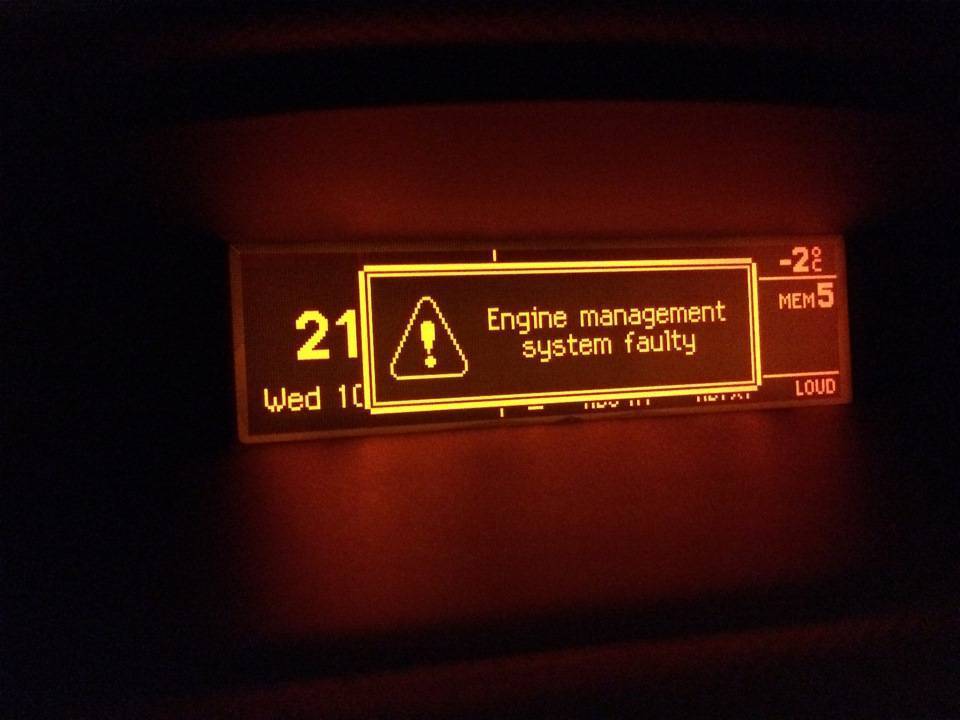 -2°C
MEM5
21
Engine management
system faulty
Wed 10
LOUD